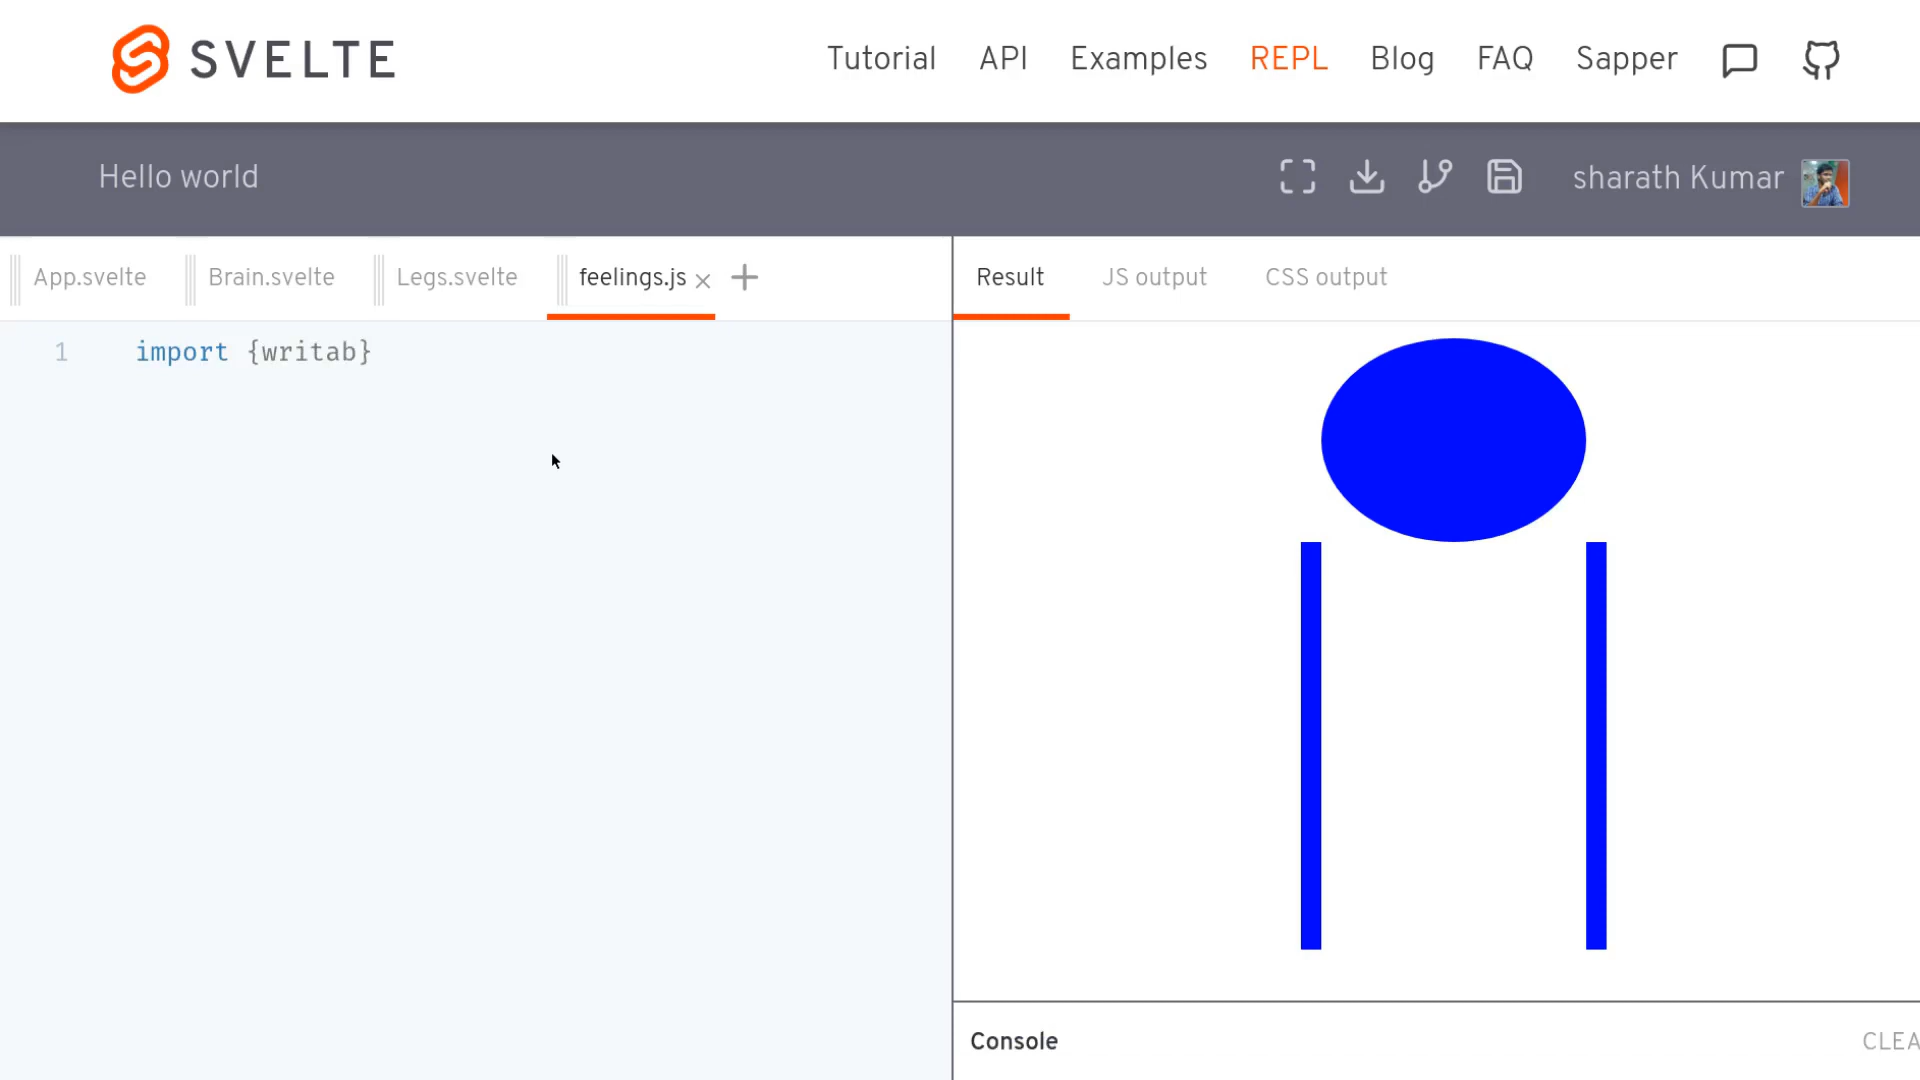 SVELTE
Tutorial API Examples REPL Blog FAQ Sapper
Hello world
sharath Kumar
App.svelte Brain.svelte Legs.svelte feelings.js
Result JS output CSS output
1 import {writab}
Console
CLEA